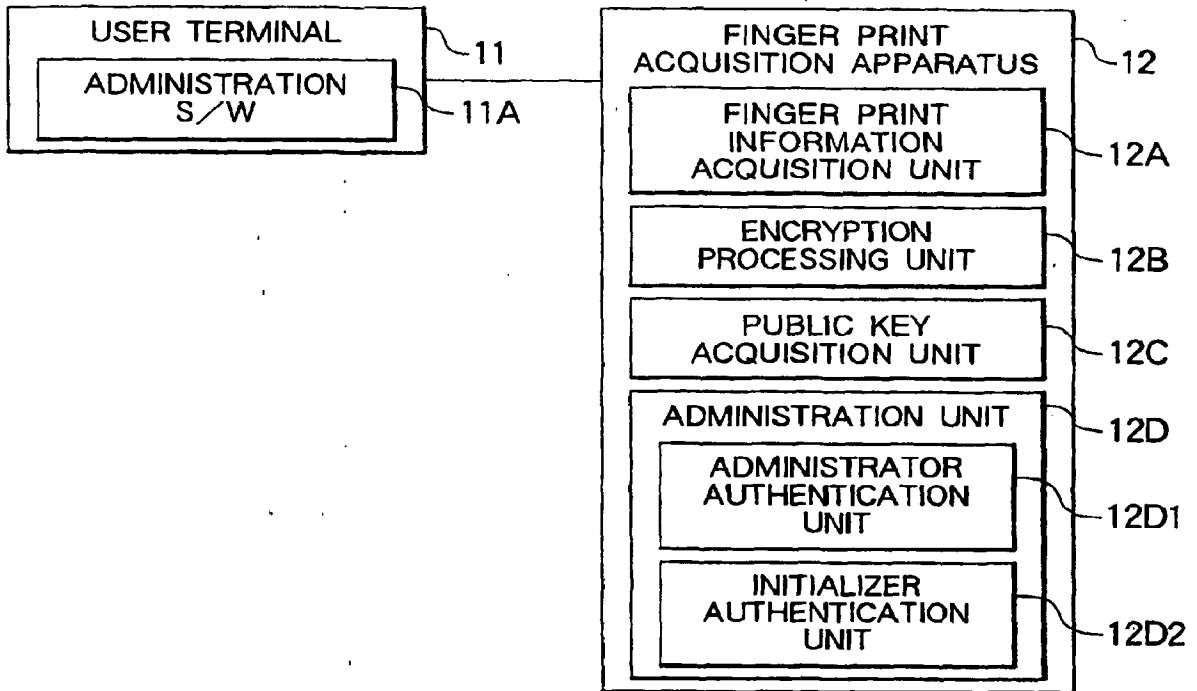 USER TERMINAL
11
ADMINISTRATION
S/W
11A
FINGER PRINT
ACQUISITION APPARATUS
12
FINGER PRINT
INFORMATION
ACQUISITION UNIT
12A
ENCRYPTION
PROCESSING UNIT
12B
PUBLIC KEY
ACQUISITION UNIT
12C
ADMINISTRATION UNIT
12D
ADMINISTRATOR
AUTHENTICATION
UNIT
12D1
INITIALIZER
AUTHENTICATION
UNIT
12D2